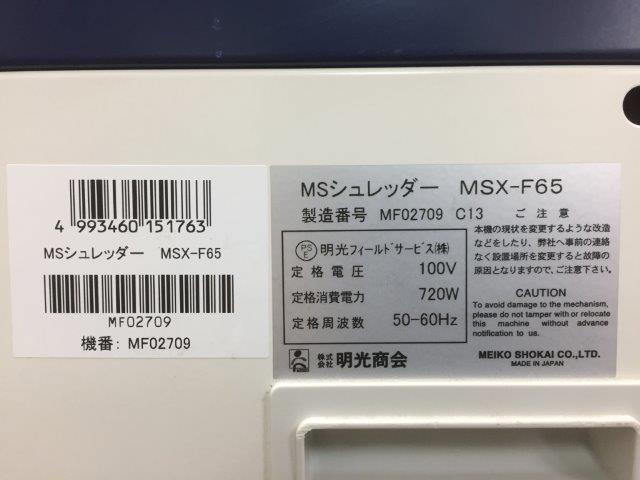 4 993460 151763
MSシュレッダー MSX-F65
MF02709
機番: MF02709
MSシュレッダー MSX-F65
製造番号 MF02709 C13
PSE 明光フィールドサービス(株)
定格電圧 100V
定格消費電力 720W
定格周波数 50-60Hz
株式会社 明光商会
ご注意
本機の現状を変更するような改造
などをしたり、弊社へ事前の連絡
なく設置場所を変更すると故障の
原因となりますので、ご注意下さい。
CAUTION
To avoid damage to the mechanism,
please do not tamper with or relocate
this machine without advance
notification to us.
MEIKO SHOKAI CO.,LTD.
MADE IN JAPAN